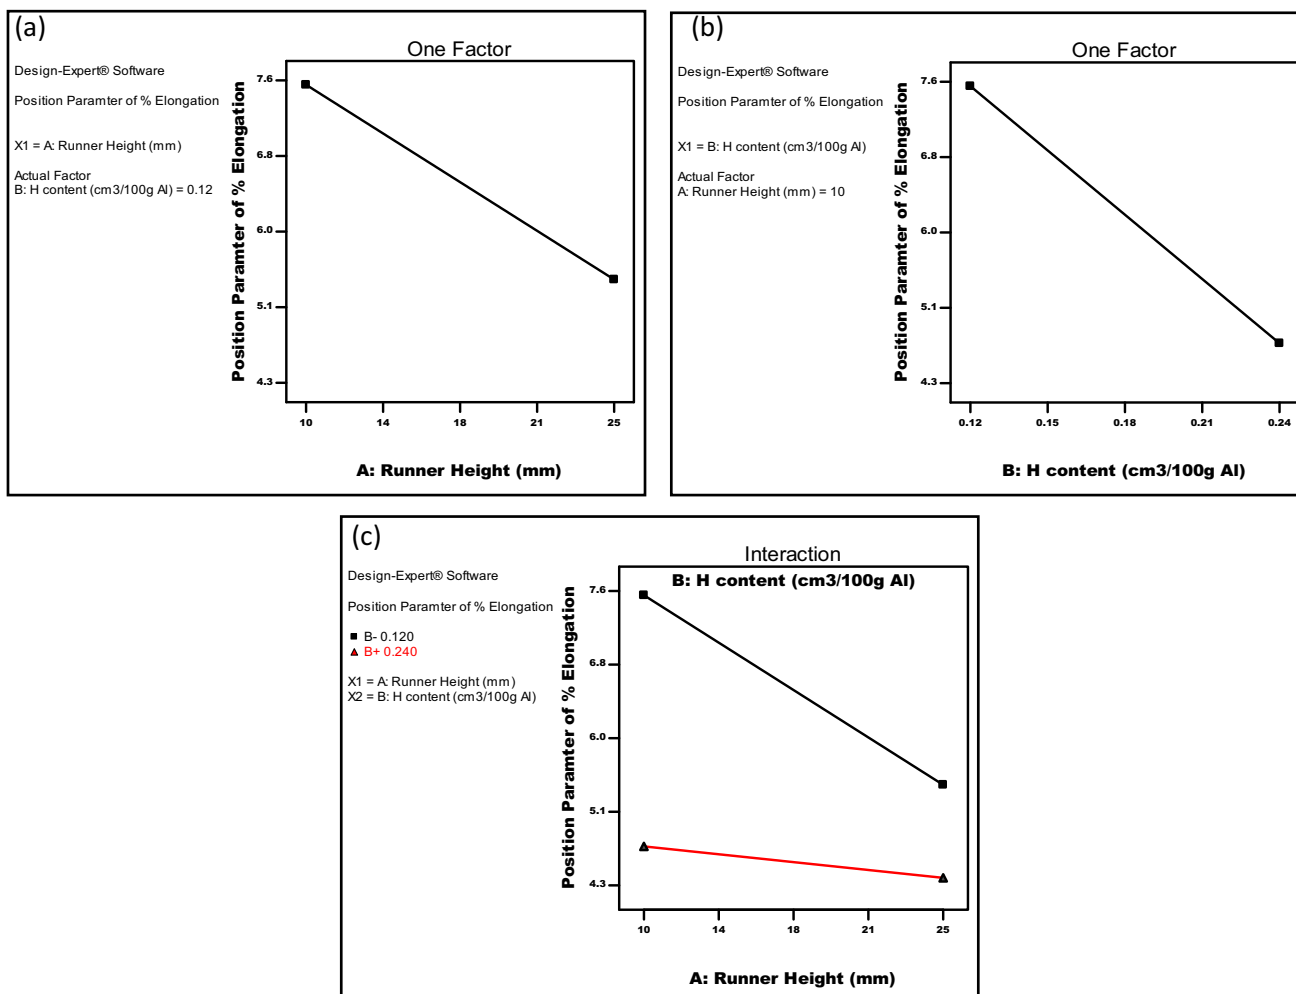 (a)
One Factor
Design-Expert® Software
Position Paramter of % Elongation
X1 = A: Runner Height (mm)
Actual Factor
B: H content (cm3/100g Al) = 0.12
Position Paramter of % Elongation
7.6
6.8
6.0
5.1
4.3
10 14 18 21 25
A: Runner Height (mm)
(b)
One Factor
Design-Expert® Software
Position Paramter of % Elongation
X1 = B: H content (cm3/100g Al)
Actual Factor
A: Runner Height (mm) = 10
Position Paramter of % Elongation
7.6
6.8
6.0
5.1
4.3
0.12 0.15 0.18 0.21 0.24
B: H content (cm3/100g Al)
(c)
Interaction
B: H content (cm3/100g Al)
Design-Expert® Software
Position Paramter of % Elongation
B- 0.120
B+ 0.240
X1 = A: Runner Height (mm)
X2 = B: H content (cm3/100g Al)
Position Paramter of % Elongation
7.6
6.8
6.0
5.1
4.3
10 14 18 21 25
A: Runner Height (mm)